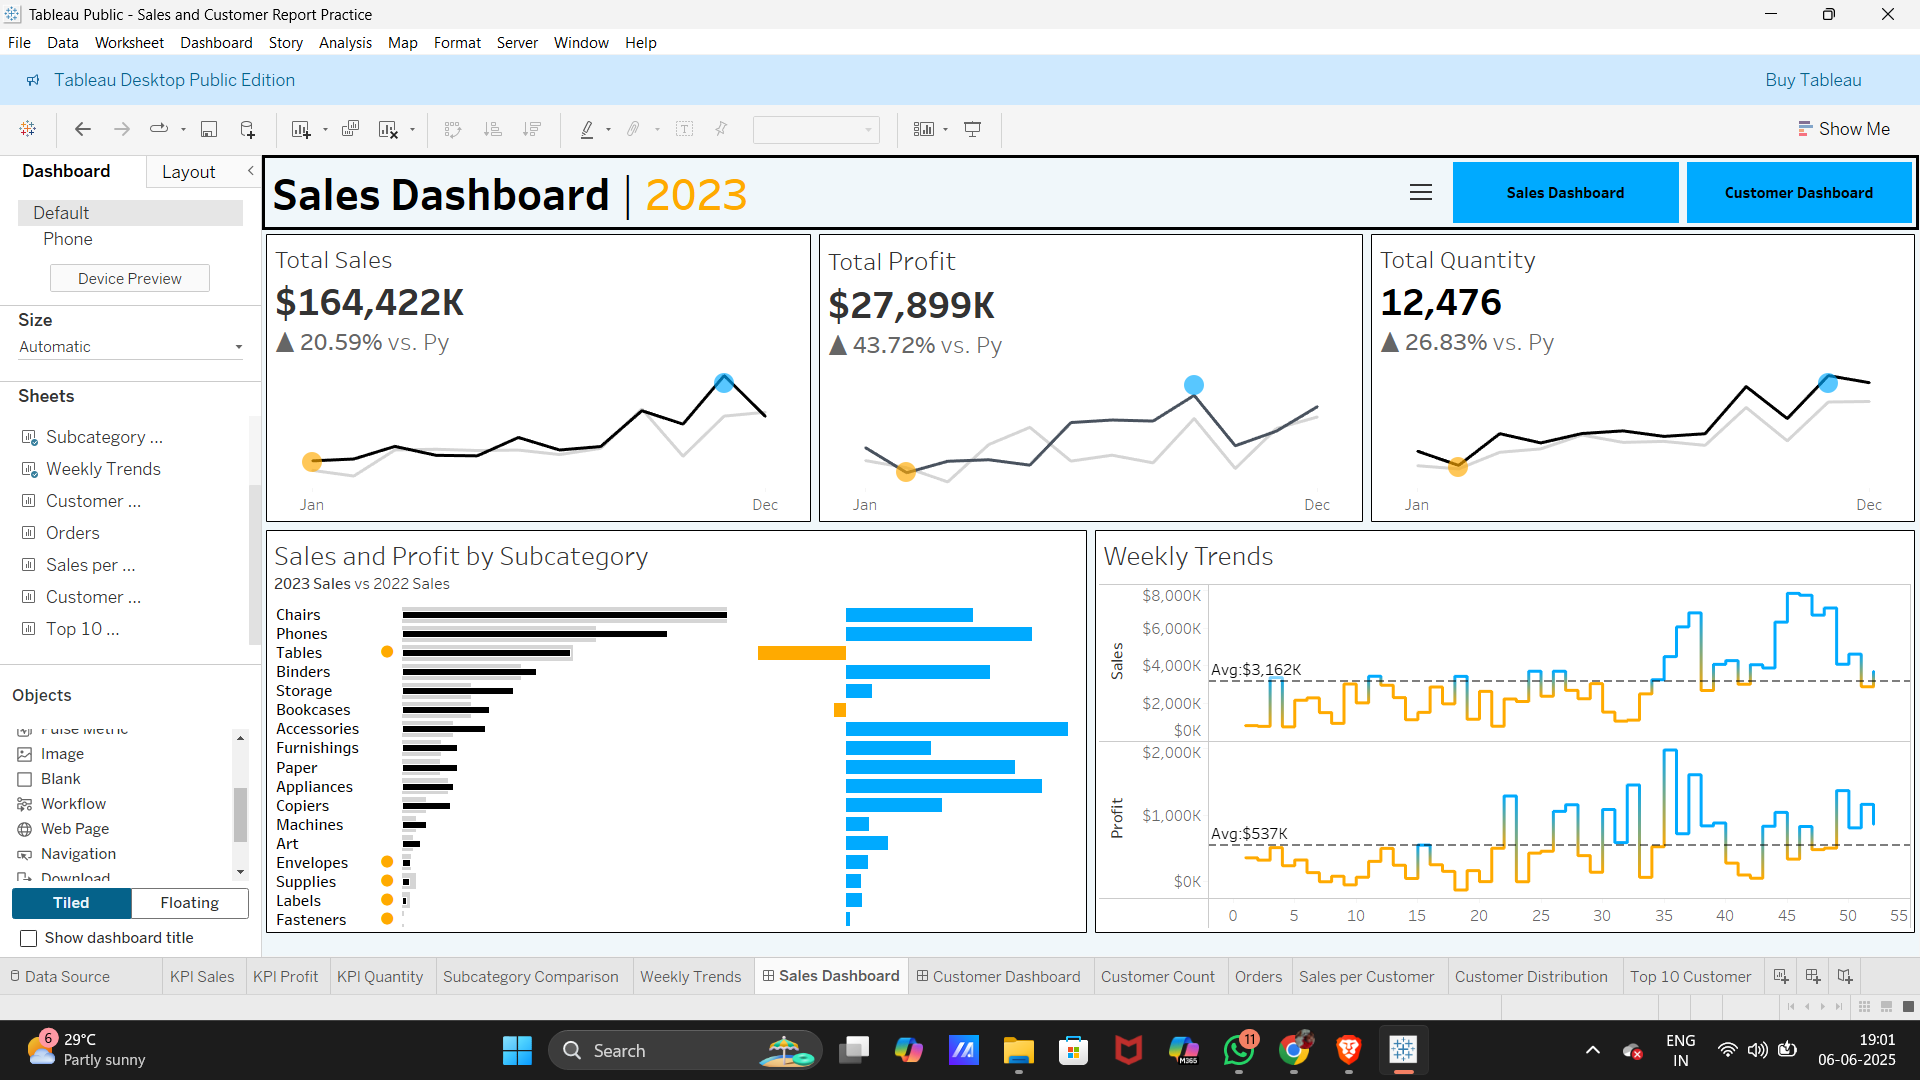 Tableau Public - Sales and Customer Report Practice
File Data Worksheet Dashboard Story Analysis Map Format Server Window Help
Tableau Desktop Public Edition
Buy Tableau
Show Me
Dashboard Layout
Default
Phone
Device Preview
Size
Automatic
Sheets
Subcategory ...
Weekly Trends
Customer ...
Orders
Sales per ...
Customer ...
Top 10 ...
Objects
Pulse Metric
Image
Blank
Workflow
Web Page
Navigation
Download
Tiled Floating
Show dashboard title
Sales Dashboard | 2023
Sales Dashboard
Customer Dashboard
Total Sales
$164,422K
▲ 20.59% vs. Py
Jan Dec
Total Profit
$27,899K
▲ 43.72% vs. Py
Jan Dec
Total Quantity
12,476
▲ 26.83% vs. Py
Jan Dec
Sales and Profit by Subcategory
2023 Sales vs 2022 Sales
Chairs
Phones
Tables
Binders
Storage
Bookcases
Accessories
Furnishings
Paper
Appliances
Copiers
Machines
Art
Envelopes
Supplies
Labels
Fasteners
Weekly Trends
Sales
$8,000K
$6,000K
$4,000K
$2,000K
$0K
Avg:$3,162K
Profit
$2,000K
$1,000K
$0K
Avg:$537K
0 5 10 15 20 25 30 35 40 45 50 55
Data Source KPI Sales KPI Profit KPI Quantity Subcategory Comparison Weekly Trends Sales Dashboard Customer Dashboard Customer Count Orders Sales per Customer Customer Distribution Top 10 Customer
6
29°C
Partly sunny
Search
M365
11
ENG
IN
19:01
06-06-2025